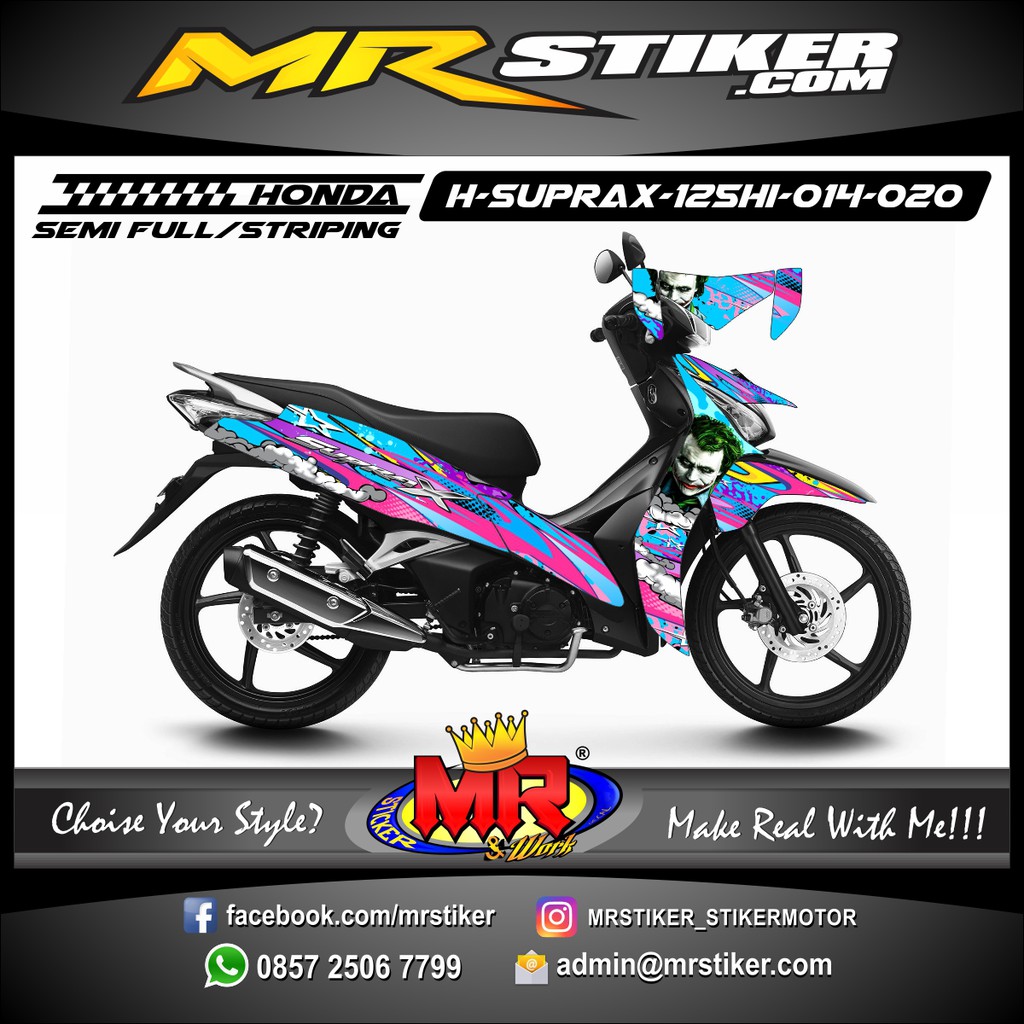 MR STIKER
.COM
HONDA
SEMI FULL/STRIPING
H-SUPRAX-125HI-014-020
Supra X
MR
®
STICKER
& Work
Choise Your Style?
Make Real With Me!!!
facebook.com/mrstiker
MRSTIKER_STIKERMOTOR
0857 2506 7799
admin@mrstiker.com